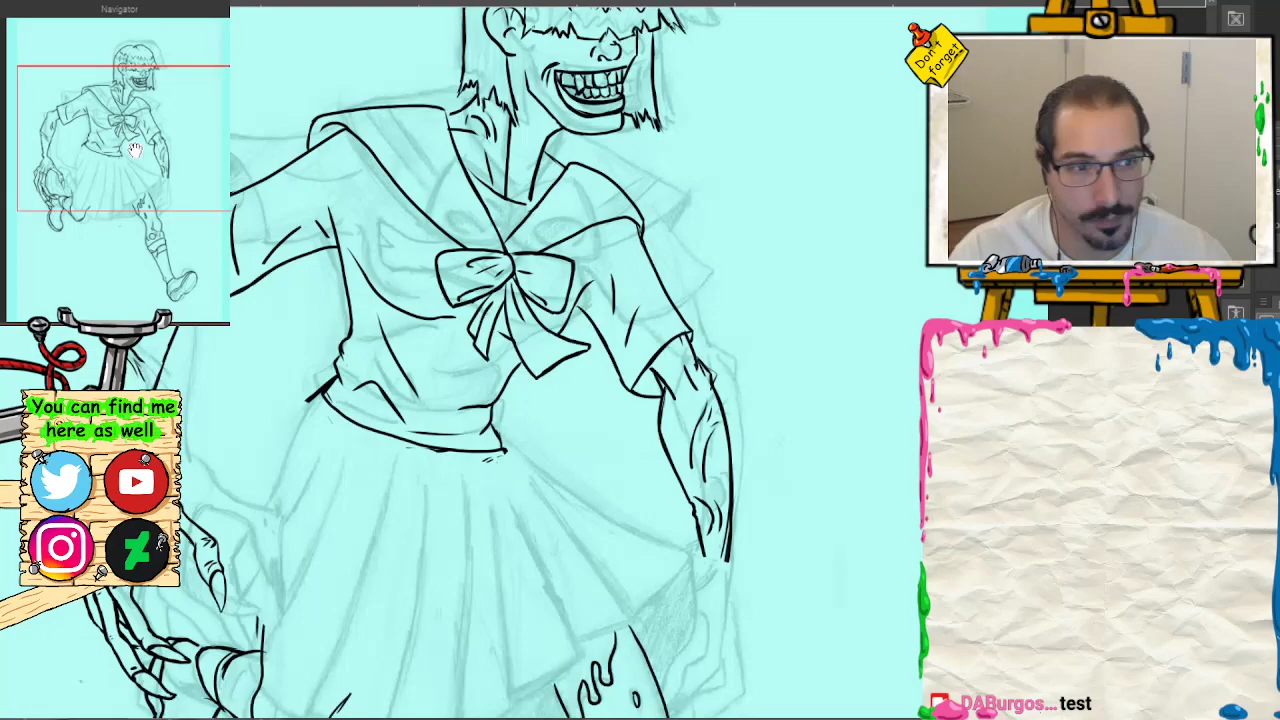 Navigator
Don't
forget
You can find me
here as well
DABurgos... test